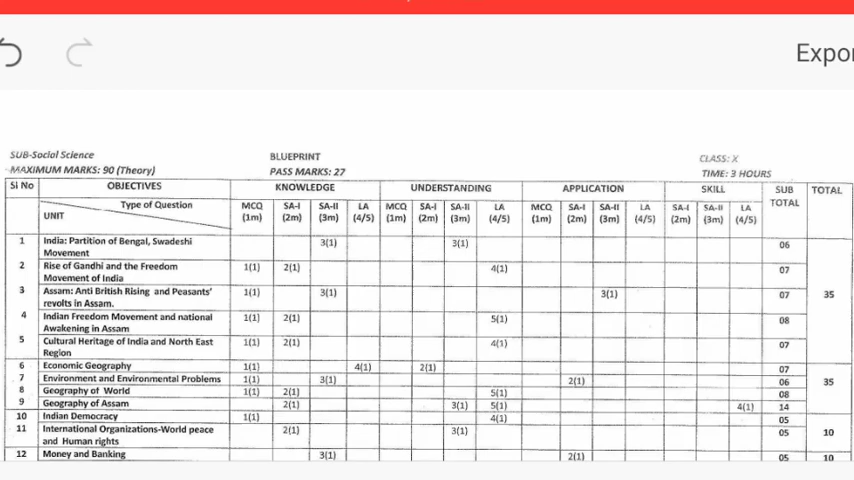 Expor
SUB-Social Science BLUEPRINT CLASS: X
MAXIMUM MARKS: 90 (Theory) PASS MARKS: 27 TIME: 3 HOURS
Sl No OBJECTIVES KNOWLEDGE UNDERSTANDING APPLICATION SKILL SUB TOTAL TOTAL
Type of Question MCQ (1m) SA-I (2m) SA-II (3m) LA (4/5) MCQ (1m) SA-I (2m) SA-II (3m) LA (4/5) MCQ (1m) SA-I (2m) SA-II (3m) LA (4/5) SA-I (2m) SA-II (3m) LA (4/5)
UNIT
1 India: Partition of Bengal, Swadeshi 3(1) 3(1) 06
Movement
2 Rise of Gandhi and the Freedom 1(1) 2(1) 4(1) 07
Movement of India
3 Assam: Anti British Rising and Peasants' 1(1) 3(1) 3(1) 07 35
revolts in Assam.
4 Indian Freedom Movement and national 1(1) 2(1) 5(1) 08
Awakening in Assam
5 Cultural Heritage of India and North East 1(1) 2(1) 4(1) 07
Region
6 Economic Geography 1(1) 4(1) 2(1) 07
7 Environment and Environmental Problems 1(1) 3(1) 2(1) 06 35
8 Geography of World 1(1) 2(1) 5(1) 08
9 Geography of Assam 2(1) 3(1) 5(1) 4(1) 14
10 Indian Democracy 1(1) 4(1) 05
11 International Organizations-World peace 2(1) 3(1) 05 10
and Human rights
12 Money and Banking 3(1) 2(1) 05 10